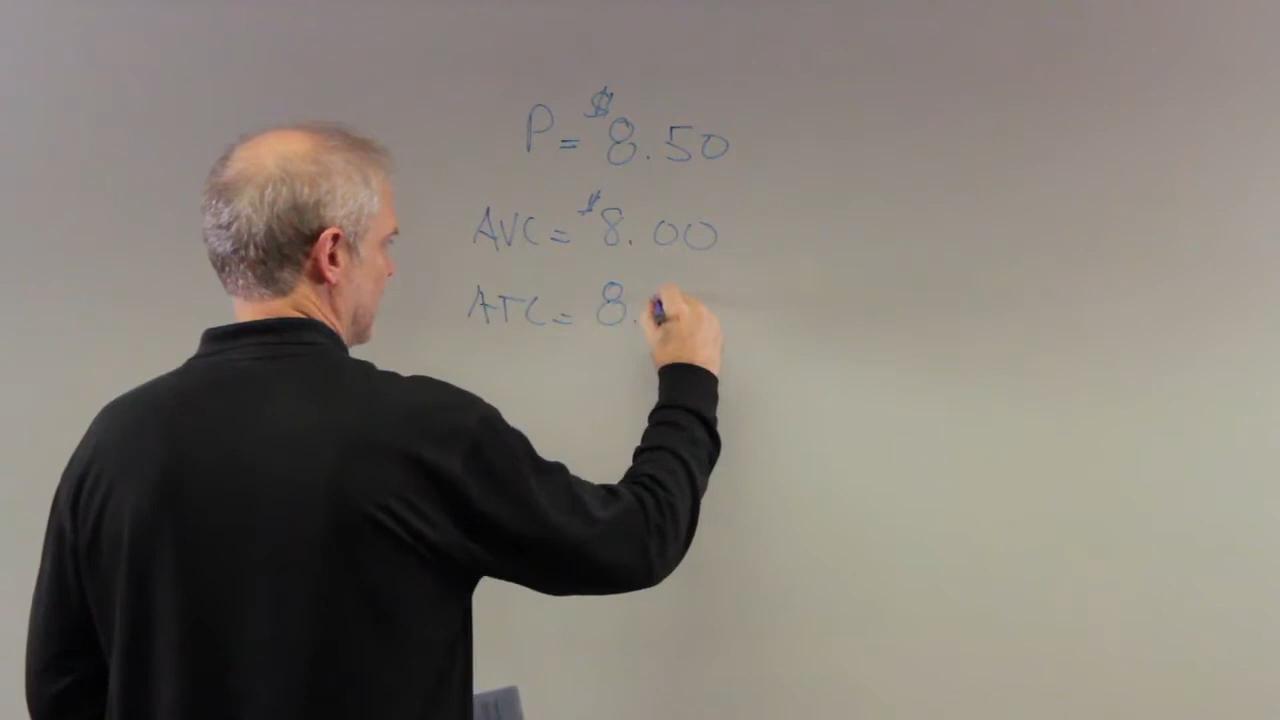 P = $8.50
AVC = $8.00
ATC = 8.